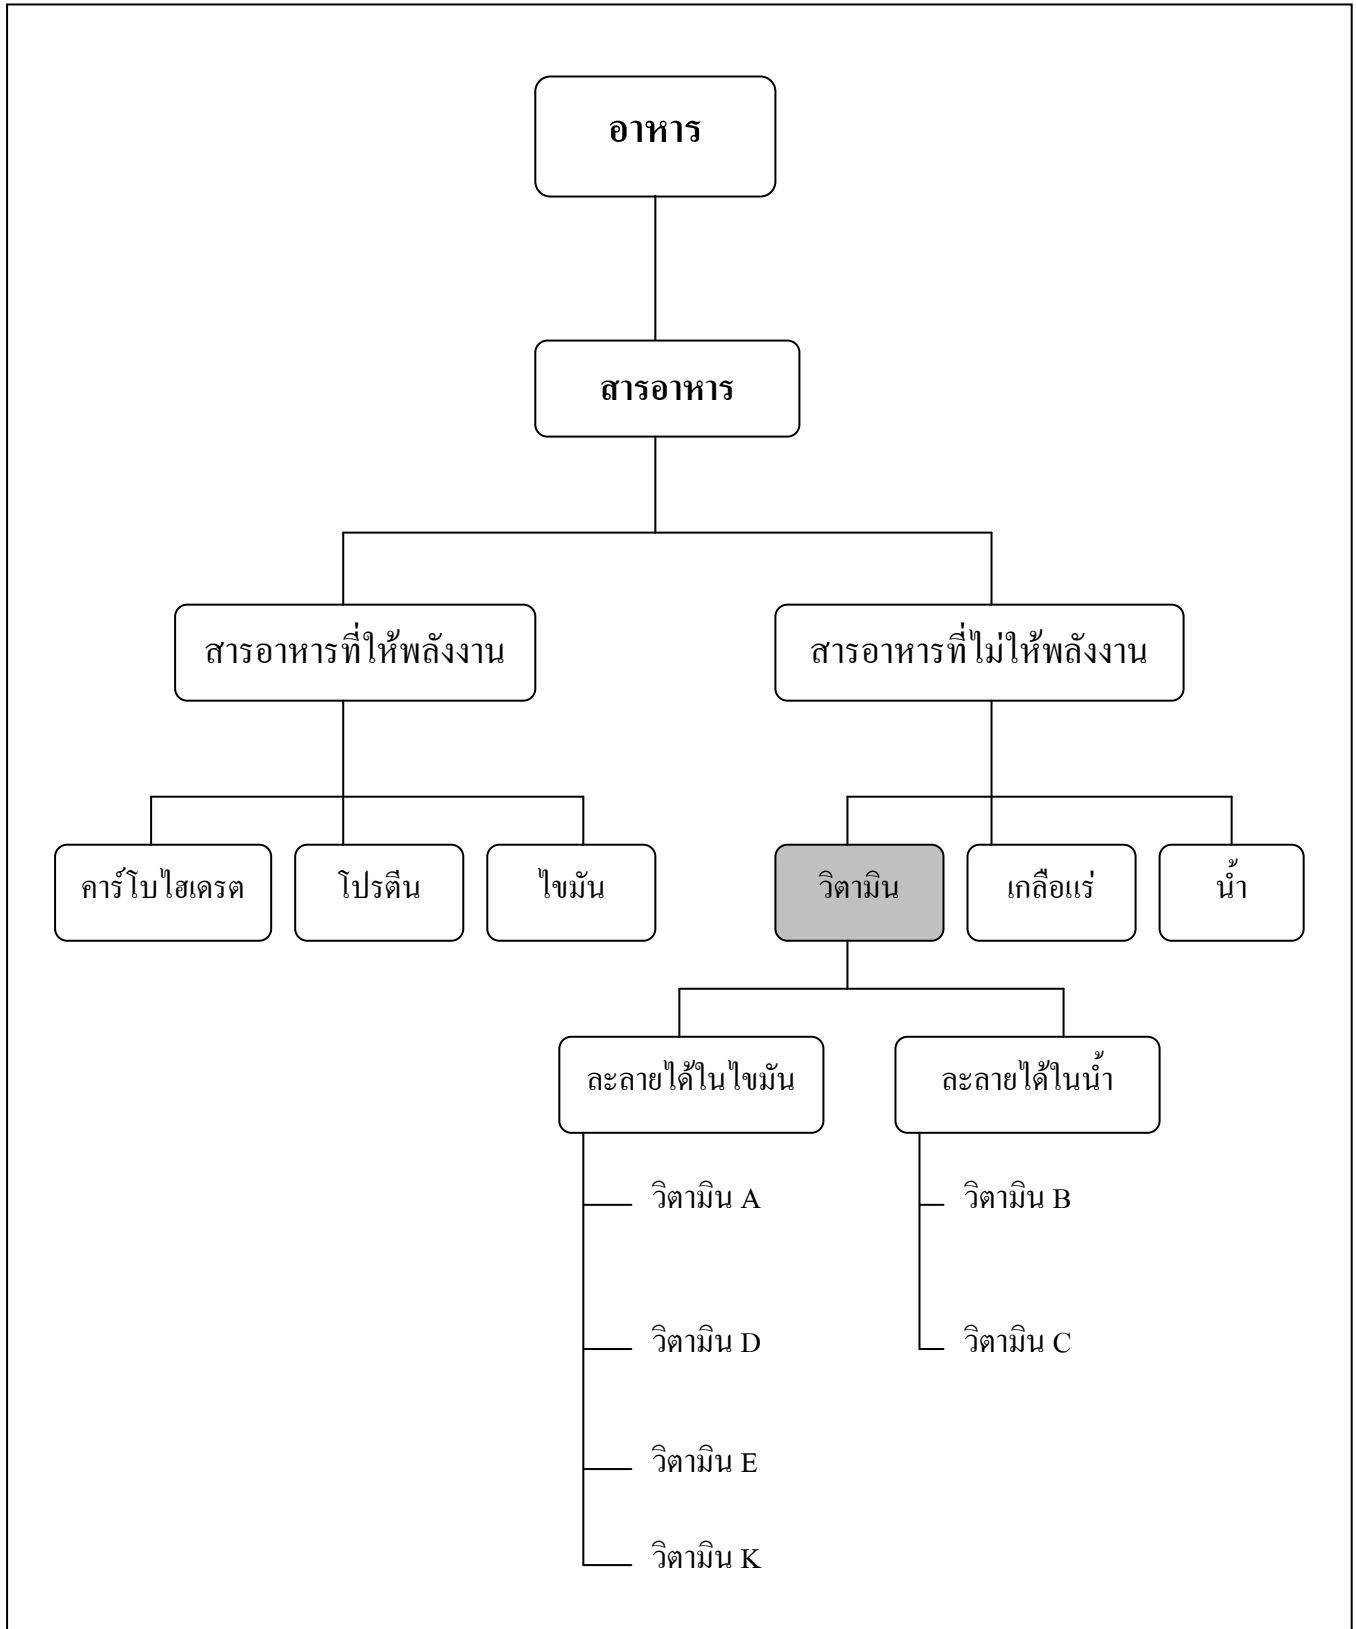 อาหาร
สารอาหาร
สารอาหารที่ให้พลังงาน
สารอาหารที่ไม่ให้พลังงาน
คาร์โบไฮเดรต
โปรตีน
ไขมัน
วิตามิน
เกลือแร่
น้ำ
ละลายได้ในไขมัน
ละลายได้ในน้ำ
วิตามิน A
วิตามิน B
วิตามิน D
วิตามิน C
วิตามิน E
วิตามิน K